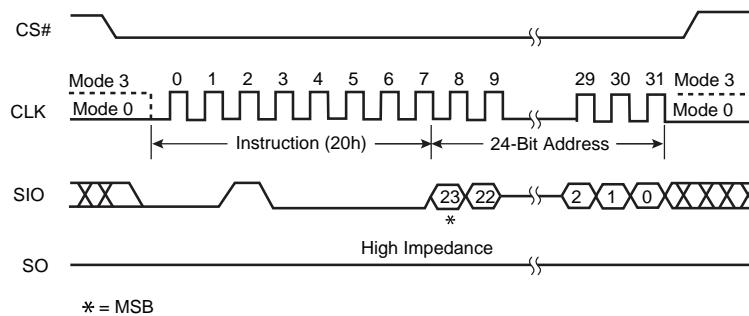 CS#
Mode 3 0 1 2 3 4 5 6 7 8 9 29 30 31 Mode 3
CLK Mode 0 Mode 0
Instruction (20h) 24-Bit Address
SIO 23 22 2 1 0
*
High Impedance
SO
* = MSB